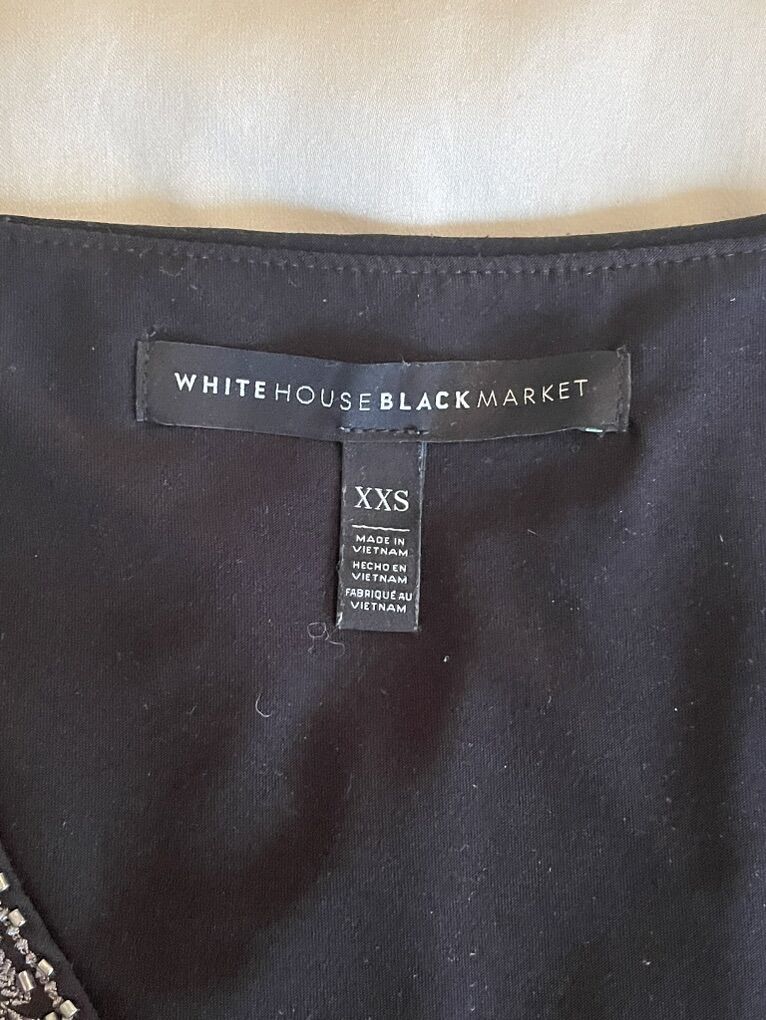 WHITE HOUSE BLACK MARKET
XXS
MADE IN
VIETNAM
HECHO EN
VIETNAM
FABRIQUÉ AU
VIETNAM